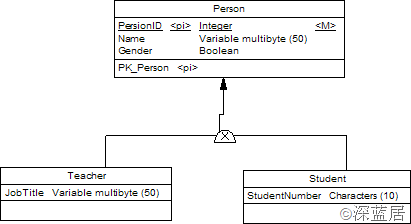 Person
PersionID <pi> Integer <M>
Name Variable multibyte (50)
Gender Boolean
PK_Person <pi>
Teacher
JobTitle Variable multibyte (50)
Student
StudentNumber Characters (10)
©深蓝居